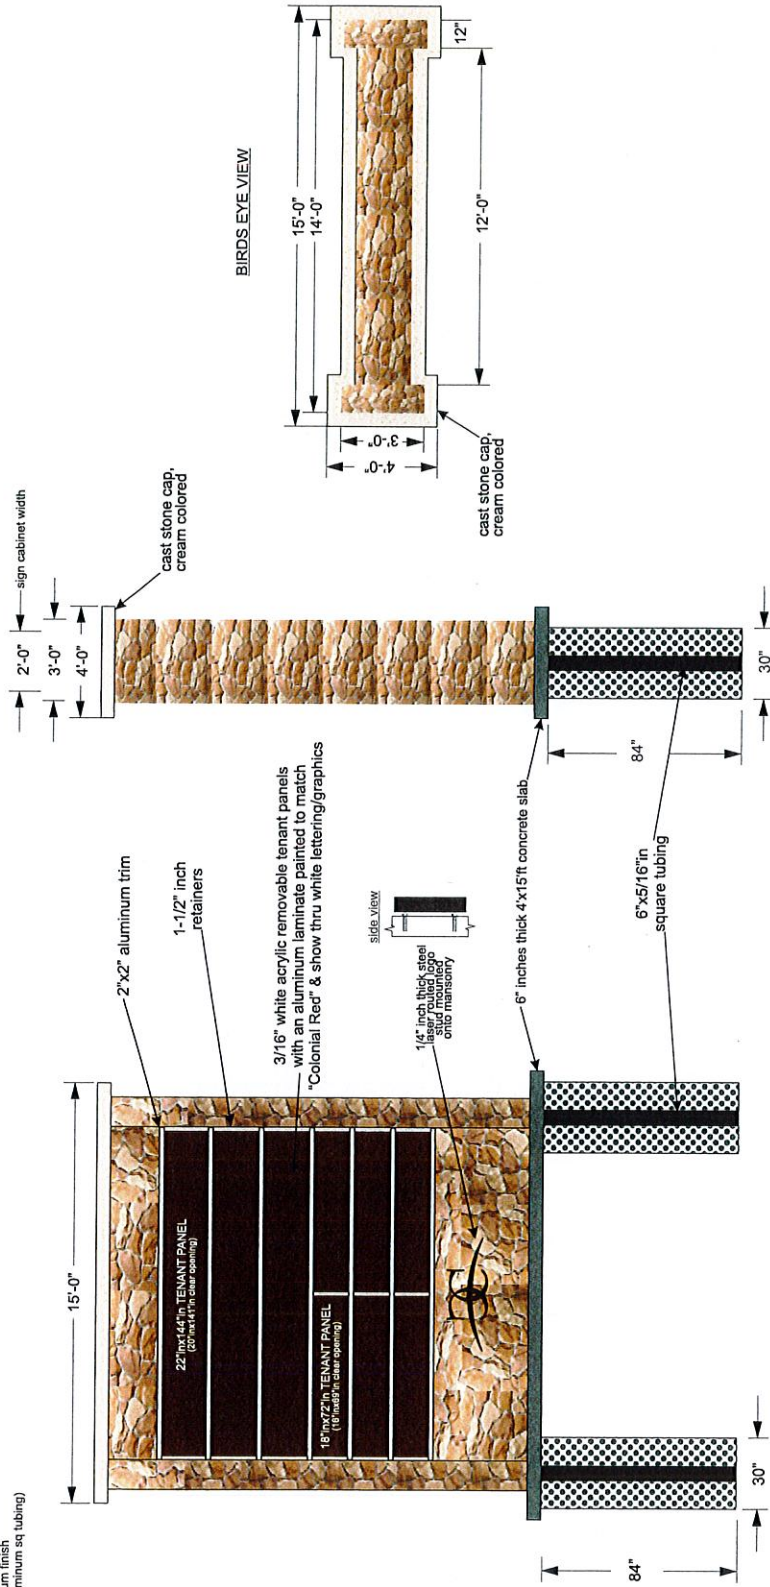 um finish
minum sq tubing)
15'-0"
22"inx144"in TENANT PANEL
(20"inx141"in clear opening)
18"inx72"in TENANT PANEL
(16"inx69"in clear opening)
2"x2" aluminum trim
1-1/2" inch
retainers
3/16" white acrylic removable tenant panels
with an aluminum laminate painted to match
"Colonial Red" & show thru white lettering/graphics
side view
1/4" inch thick steel
laser routed logo
stud mounted
onto mansonry
6" inches thick 4'x15'ft concrete slab
6"x5/16"in
square tubing
84"
30"
2'-0"
sign cabinet width
3'-0"
4'-0"
cast stone cap,
cream colored
84"
30"
BIRDS EYE VIEW
15'-0"
14'-0"
3'-0"
4'-0"
12'-0"
12"
cast stone cap,
cream colored